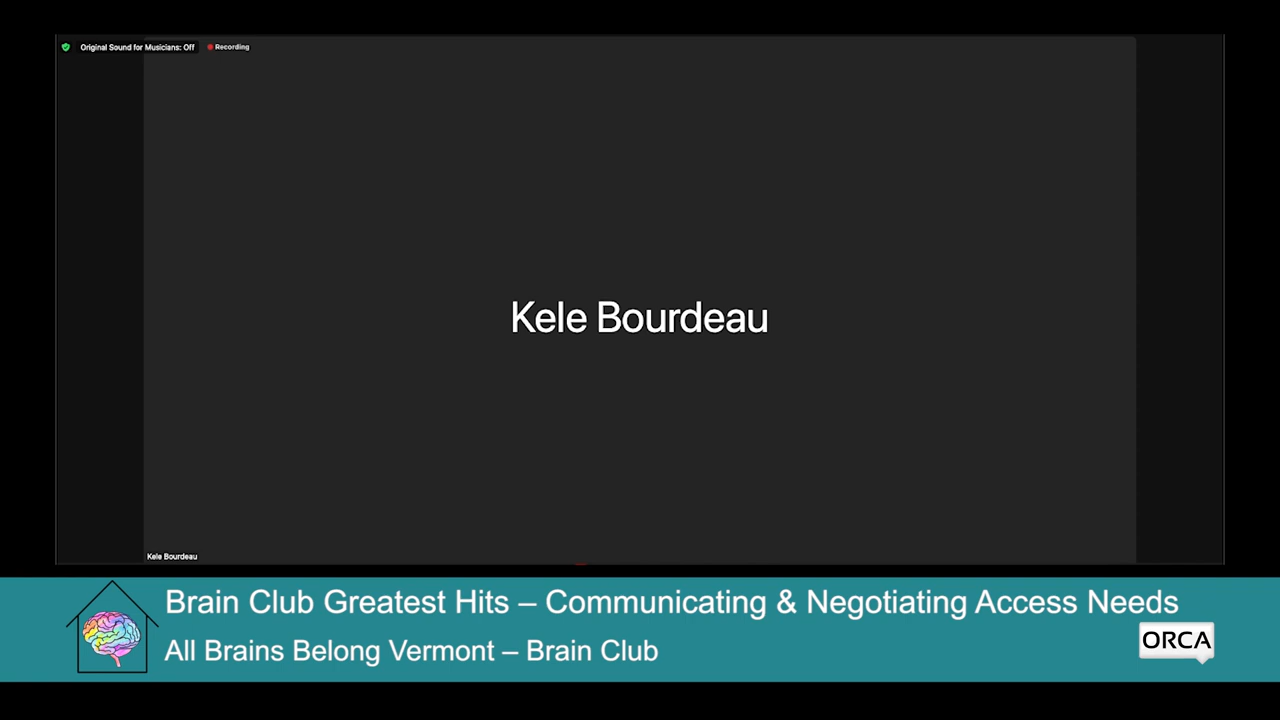 Original Sound for Musicians: Off Recording
Kele Bourdeau
Kele Bourdeau
Brain Club Greatest Hits – Communicating & Negotiating Access Needs
All Brains Belong Vermont – Brain Club
ORCA